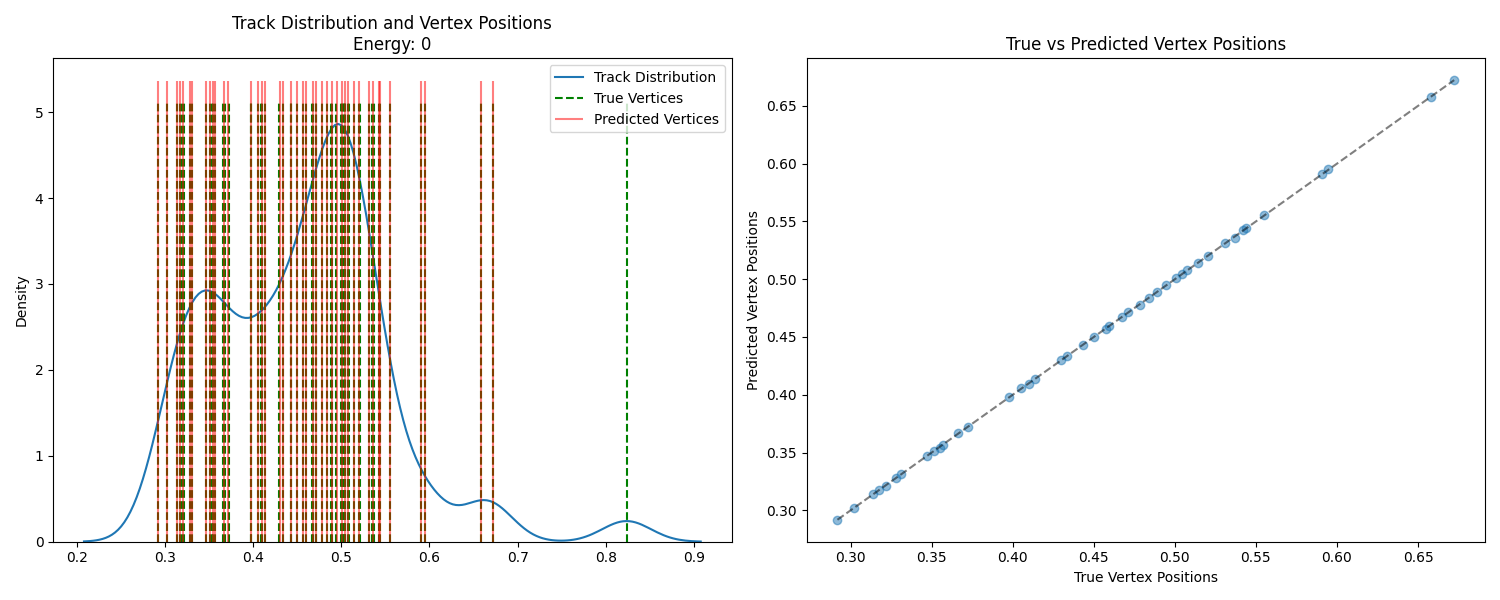 Track Distribution and Vertex Positions
Energy: 0
Track Distribution
True Vertices
Predicted Vertices
Density
5
4
3
2
1
0
0.2 0.3 0.4 0.5 0.6 0.7 0.8 0.9
True vs Predicted Vertex Positions
Predicted Vertex Positions
0.65
0.60
0.55
0.50
0.45
0.40
0.35
0.30
0.30 0.35 0.40 0.45 0.50 0.55 0.60 0.65
True Vertex Positions